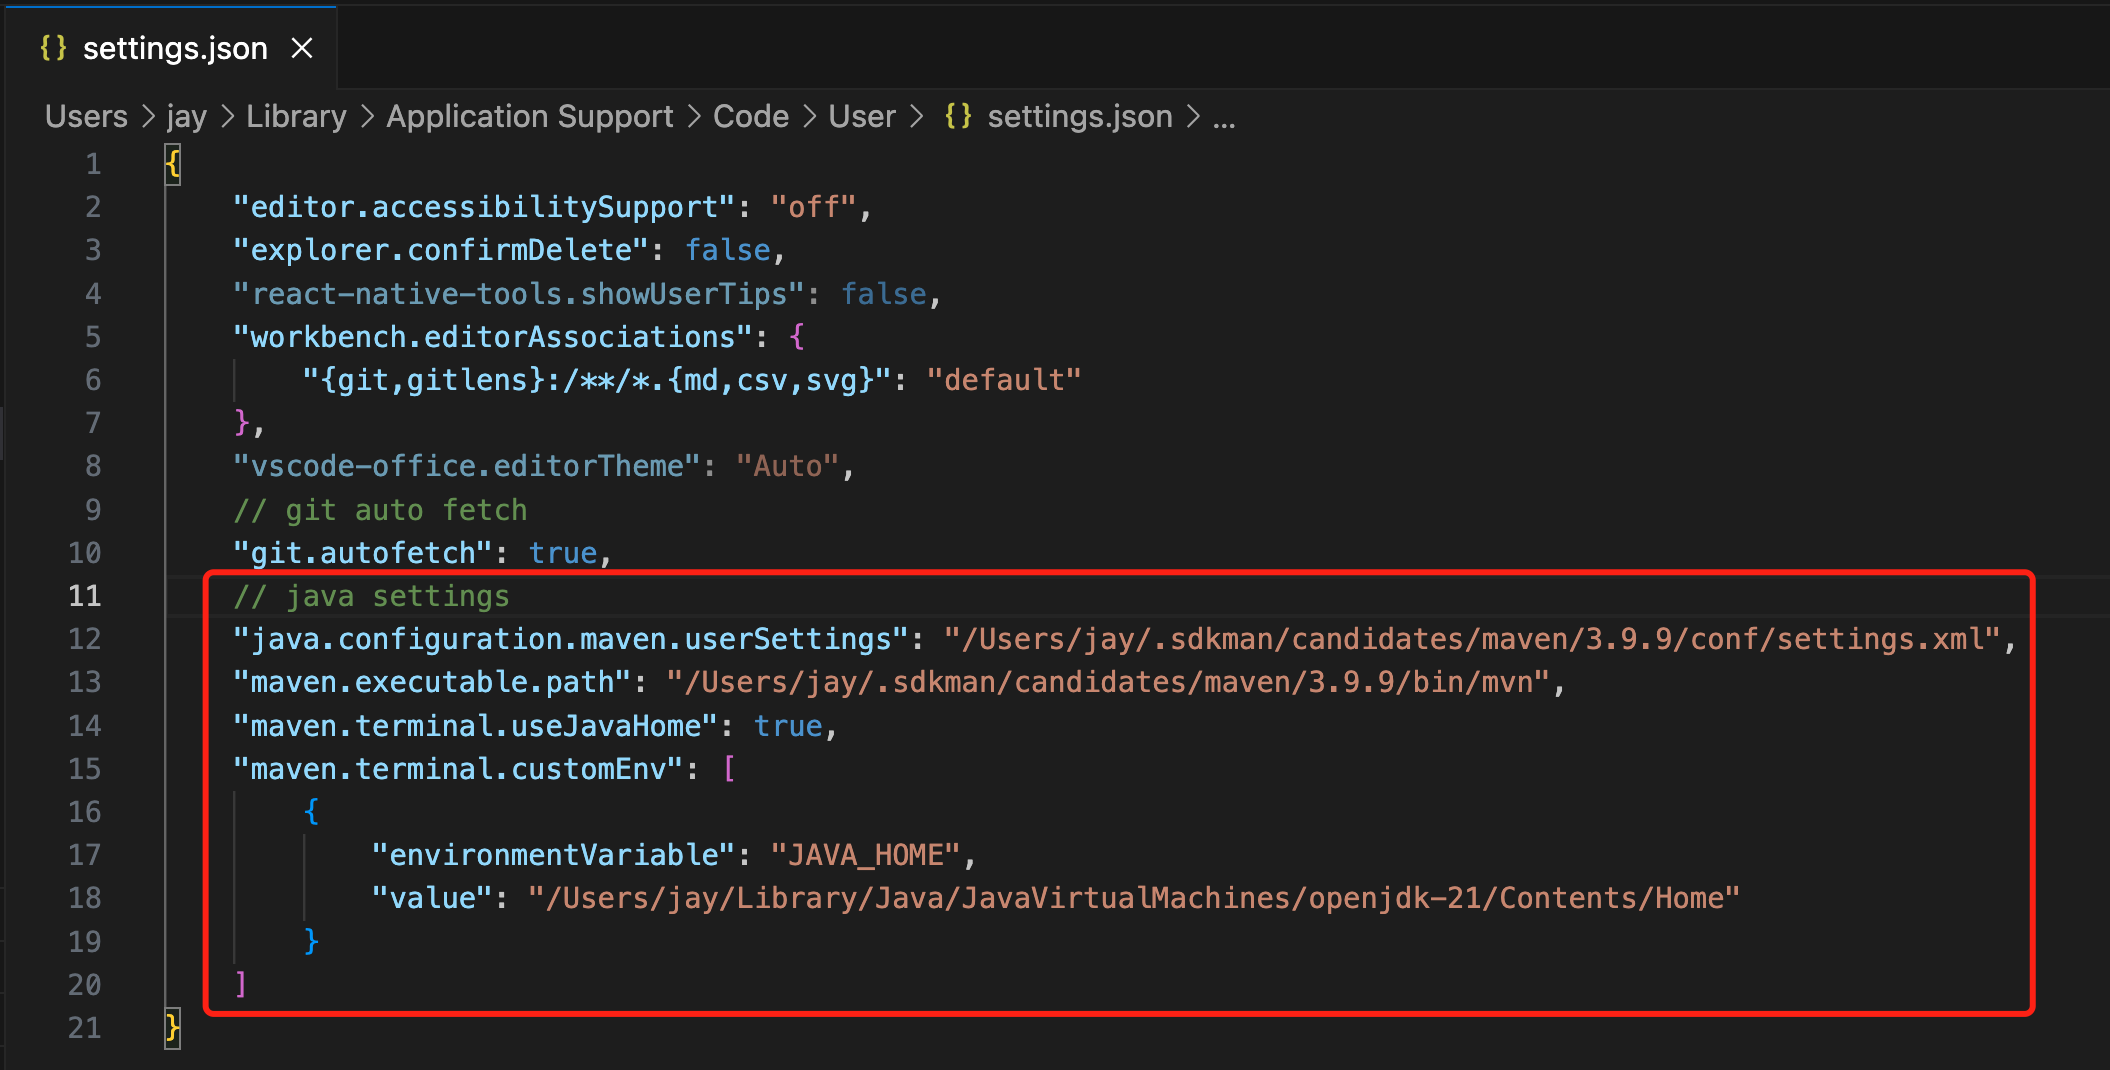 {} settings.json ×
Users > jay > Library > Application Support > Code > User > {} settings.json > ...
1 {
2 "editor.accessibilitySupport": "off",
3 "explorer.confirmDelete": false,
4 "react-native-tools.showUserTips": false,
5 "workbench.editorAssociations": {
6 "{git,gitlens}:/**/*.{md,csv,svg}": "default"
7 },
8 "vscode-office.editorTheme": "Auto",
9 // git auto fetch
10 "git.autofetch": true,
11 // java settings
12 "java.configuration.maven.userSettings": "/Users/jay/.sdkman/candidates/maven/3.9.9/conf/settings.xml",
13 "maven.executable.path": "/Users/jay/.sdkman/candidates/maven/3.9.9/bin/mvn",
14 "maven.terminal.useJavaHome": true,
15 "maven.terminal.customEnv": [
16 {
17 "environmentVariable": "JAVA_HOME",
18 "value": "/Users/jay/Library/Java/JavaVirtualMachines/openjdk-21/Contents/Home"
19 }
20 ]
21 }